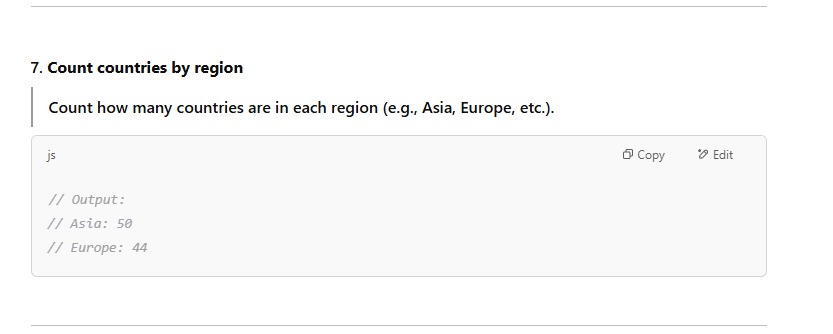 7. Count countries by region
Count how many countries are in each region (e.g., Asia, Europe, etc.).
js
Copy
Edit
// Output:
// Asia: 50
// Europe: 44